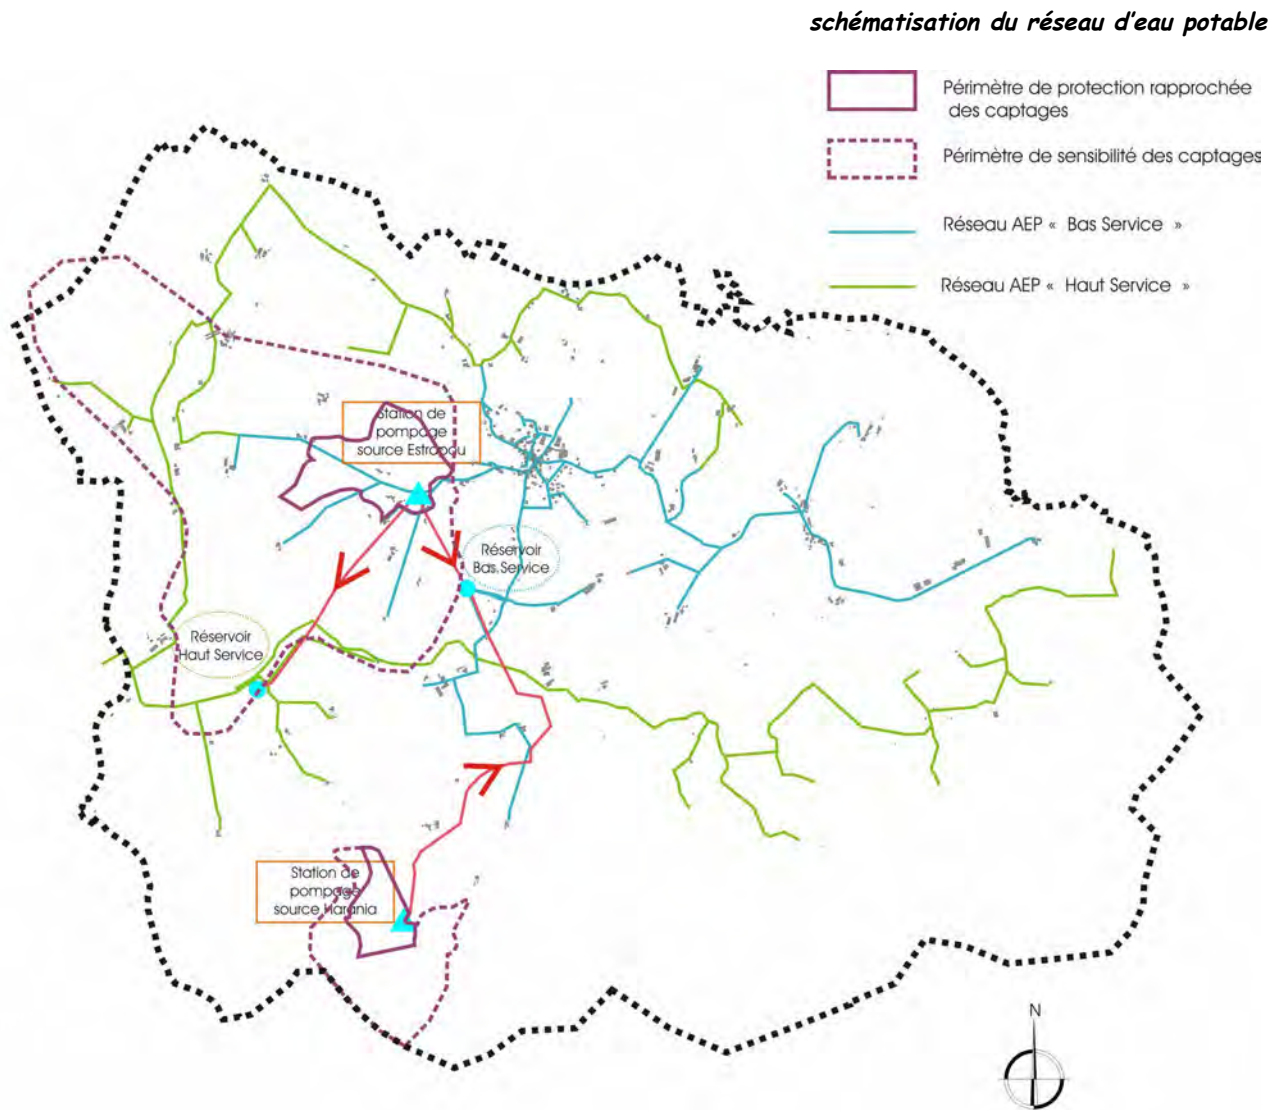 schématisation du réseau d'eau potable
Périmètre de protection rapprochée
des captages
Périmètre de sensibilité des captages
Réseau AEP « Bas Service »
Réseau AEP « Haut Service »
Station de
pompage
source Estrapou
Réservoir
Bas Service
Réservoir
Haut Service
Station de
pompage
source Harania
N